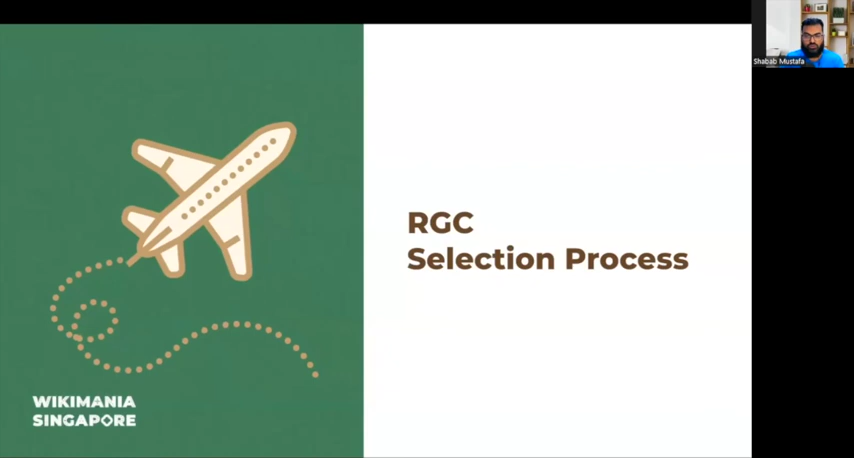 Shabab Mustafa
RGC
Selection Process
WIKIMANIA
SINGAPORE